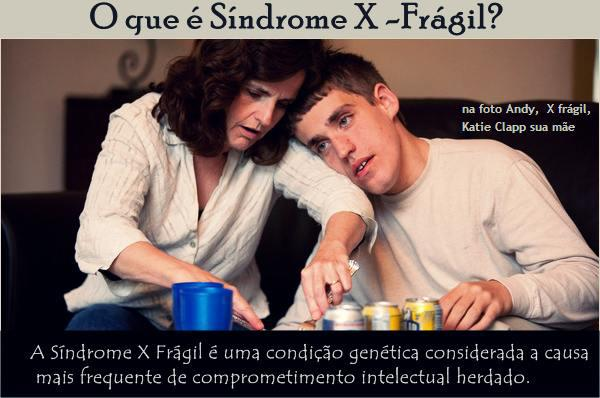 O que é Síndrome X -Frágil?
na foto Andy, X frágil,
Katie Clapp sua mãe
A Síndrome X Frágil é uma condição genética considerada a causa
mais frequente de comprometimento intelectual herdado.